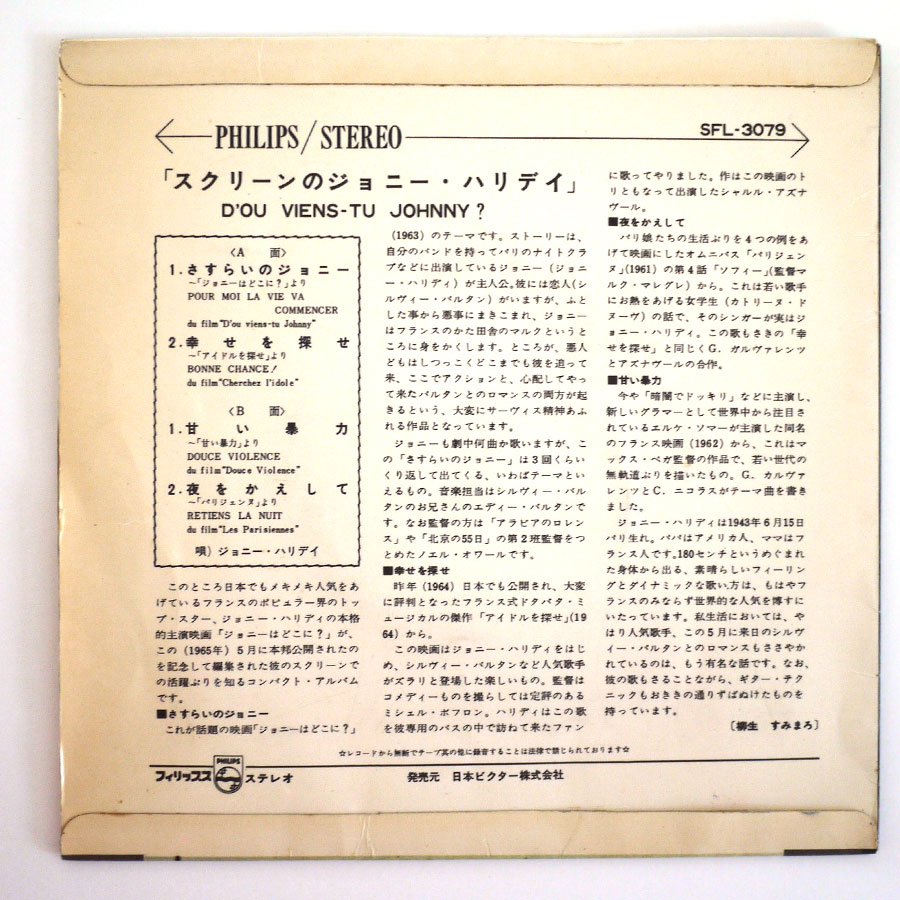 PHILIPS/STEREO
SFL-3079
「スクリーンのジョニー・ハリデイ」
D'OU VIENS-TU JOHNNY?
〈A 面〉
1.さすらいのジョニー
〜「ジョニーはどこに?」より
POUR MOI LA VIE VA
COMMENCER
du film"D'ou viens-tu Johnny"
2.幸せを探せ
〜「アイドルを探せ」より
BONNE CHANCE!
du film"Cherchez l'idole"
〈B 面〉
1.甘い暴力
〜「甘い暴力」より
DOUCE VIOLENCE
du film"Douce Violence"
2.夜をかえして
〜「パリジェンヌ」より
RETIENS LA NUIT
du film"Les Parisiennes"
唄)ジョニー・ハリデイ
このところ日本でもメキメキ人気をあ
げているフランスのポピュラー界のトッ
プ・スター、ジョニー・ハリデイの本格
的主演映画「ジョニーはどこに?」が、
この(1965年)5月に本邦公開されたの
を記念して編集された彼のスクリーンで
の活躍ぶりを知るコンパクト・アルバム
です。
■さすらいのジョニー
これが話題の映画「ジョニーはどこに?」
(1963)のテーマです。ストーリーは、
自分のバンドを持ってパリのナイトクラ
ブなどに出演しているジョニー(ジョニ
ー・ハリデイ)が主人公。彼には恋人(シ
ルヴィー・バルタン)がいますが、ふと
した事から悪事にまきこまれ、ジョニー
はフランスのかた田舎のマルクというとこ
ろに身をかくします。ところが、悪人
どもはしつっこくどこまでも彼を追って
来、ここでアクションと、心配してやっ
て来たバルタンとのロマンスの両方が起
きるという、大変にサーヴィス精神あふ
れる作品となっています。
ジョニーも劇中何曲か歌いますが、こ
の「さすらいのジョニー」は3回くらい
くり返して出てくる、いわばテーマとい
えるもの。音楽担当はシルヴィー・バル
タンのお兄さんのエディー・バルタンで
す。なお監督の方は「アラビアのロレン
ス」や「北京の55日」の第2班監督をつ
とめたノエル・オワールです。
■幸せを探せ
昨年(1964)日本でも公開され、大変
に評判となったフランス式ドタバタ・ミ
ュージカルの傑作「アイドルを探せ」(19
64)から。
この映画はジョニー・ハリデイをはじ
め、シルヴィー・バルタンなど人気歌手
がズラリと登場した楽しいもの。監督は
コメディーものを撮らしては定評のある
ミシェル・ボフロン。ハリデイはこの歌
を彼専用のバスの中で訪ねて来たファン
に歌ってやりました。作はこの映画のト
リともなって出演したシャルル・アズナ
ヴール。
■夜をかえして
パリ娘たちの生活ぶりを4つの例をあ
げて映画にしたオムニバス「パリジェン
ヌ」(1961)の第4話「ソフィー」(監督マ
ルク・マレグレ)から。これは若い歌手
にお熱をあげる女学生(カトリーヌ・ド
ヌーヴ)の話で、そのシンガーが実はジ
ョニー・ハリデイ。この歌もさきの「幸
せを探せ」と同じくG. ガルヴァレンツ
とアズナヴールの合作。
■甘い暴力
今や「暗闇でドッキリ」などに主演し、
新しいグラマーとして世界中から注目さ
れているエルケ・ソマーが主演した同名
のフランス映画(1962)から、これはマ
ックス・ペガ監督の作品で、若い世代の
無軌道ぶりを描いたもの。G. カルヴァ
レンツとC. ニコラスがテーマ曲を書き
ました。
ジョニー・ハリデイは1943年6月15日
パリ生れ。パパはアメリカ人、ママはフ
ランス人です。180センチというめぐまれ
た身体から出る、素晴らしいフィーリン
グとダイナミックな歌い方は、もはやフ
ランスのみならず世界的な人気を博すに
いたっています。私生活においては、や
はり人気歌手、この5月に来日のシルヴ
ィー・バルタンとのロマンスもささやか
れているのは、もう有名な話です。なお、
彼の歌もさることながら、ギター・テク
ニックもおききの通りずばぬけたものを
持っています。
〔柳生 すみまろ〕
☆レコードから無断でテープ其の他に録音することは法律で禁じられております☆
フィリップス PHILIPS ステレオ
発売元 日本ビクター株式会社